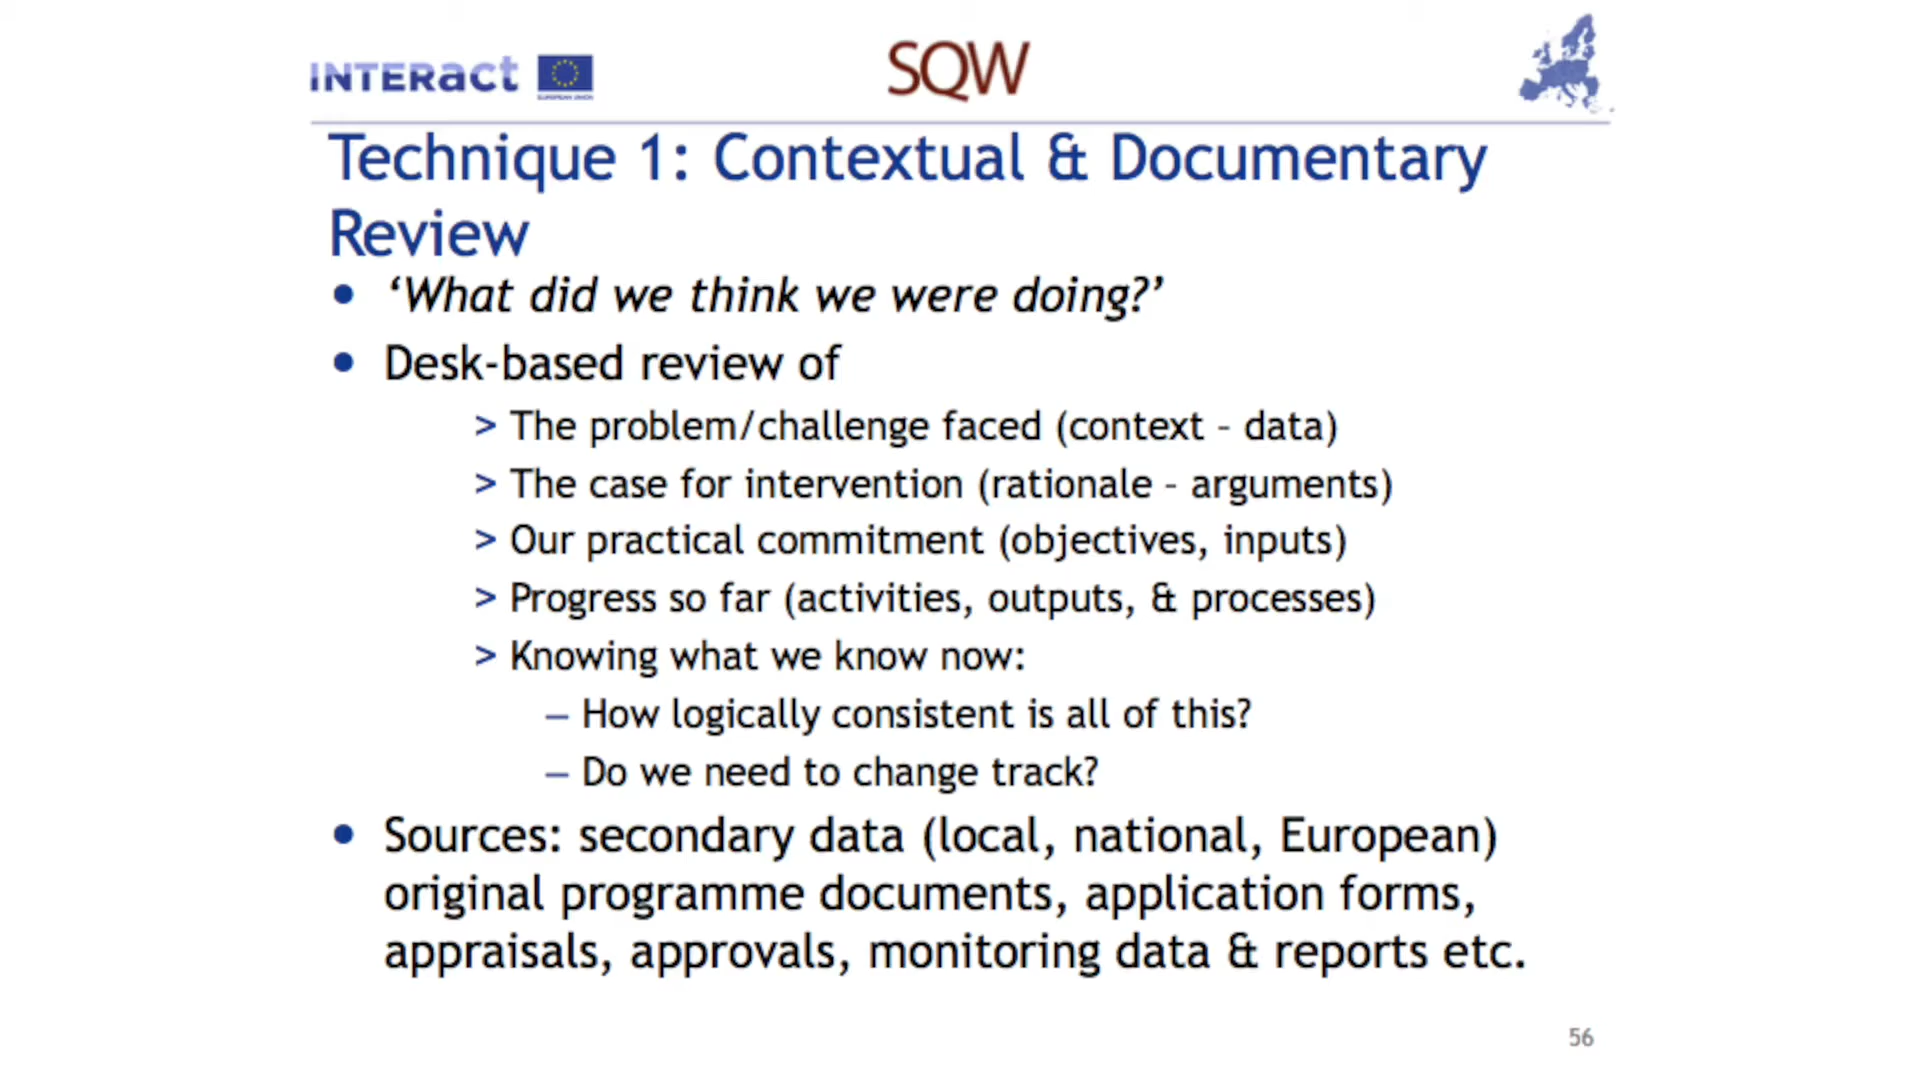 INTERact
EUROPEAN UNION
SQW
Technique 1: Contextual & Documentary
Review
• ‘What did we think we were doing?’
• Desk-based review of
> The problem/challenge faced (context – data)
> The case for intervention (rationale – arguments)
> Our practical commitment (objectives, inputs)
> Progress so far (activities, outputs, & processes)
> Knowing what we know now:
– How logically consistent is all of this?
– Do we need to change track?
• Sources: secondary data (local, national, European)
original programme documents, application forms,
appraisals, approvals, monitoring data & reports etc.
56